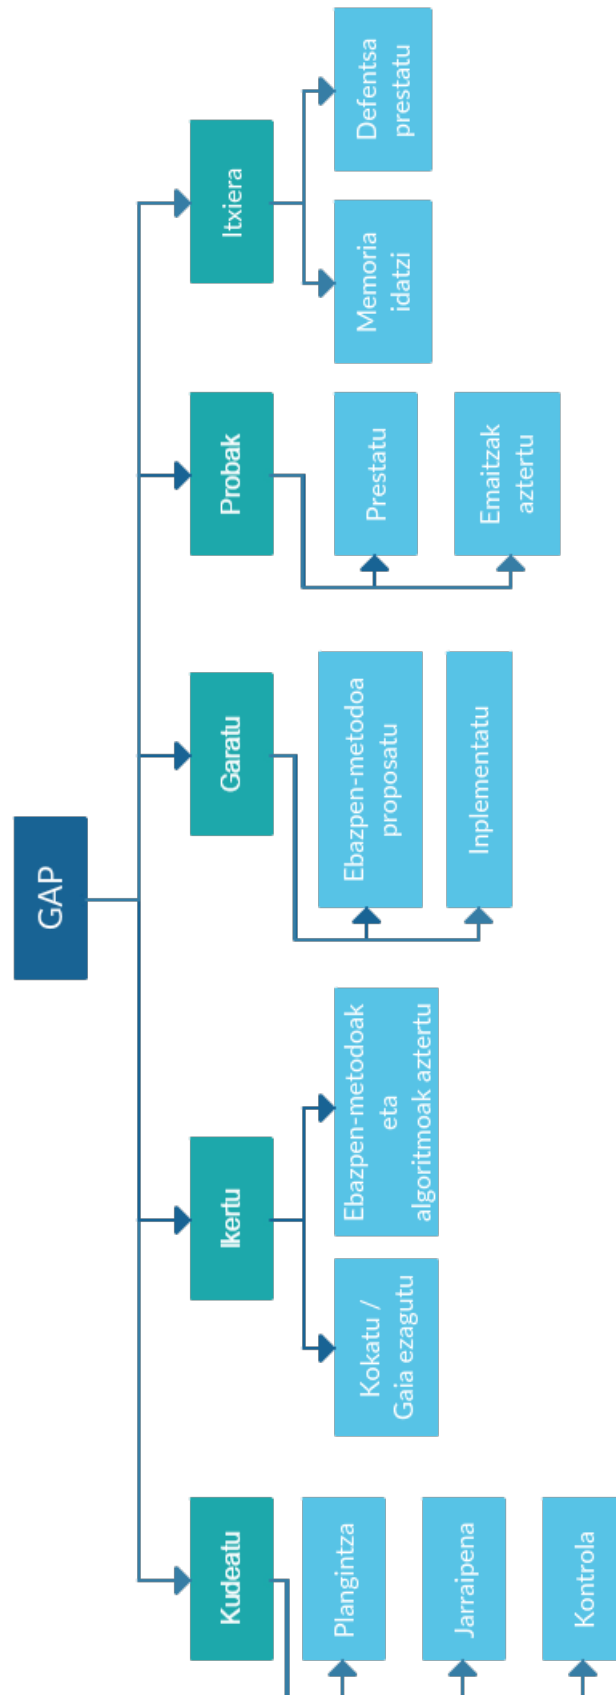 GAP
Kudeatu
Plangintza
Jarraipena
Kontrola
Ikertu
Kokatu /
Gaia ezagutu
Ebazpen-metodoak
eta
algoritmoak aztertu
Garatu
Ebazpen-metodoa
proposatu
Inplementatu
Probak
Prestatu
Emaitzak
aztertu
Itxiera
Memoria
idatzi
Defentsa
prestatu